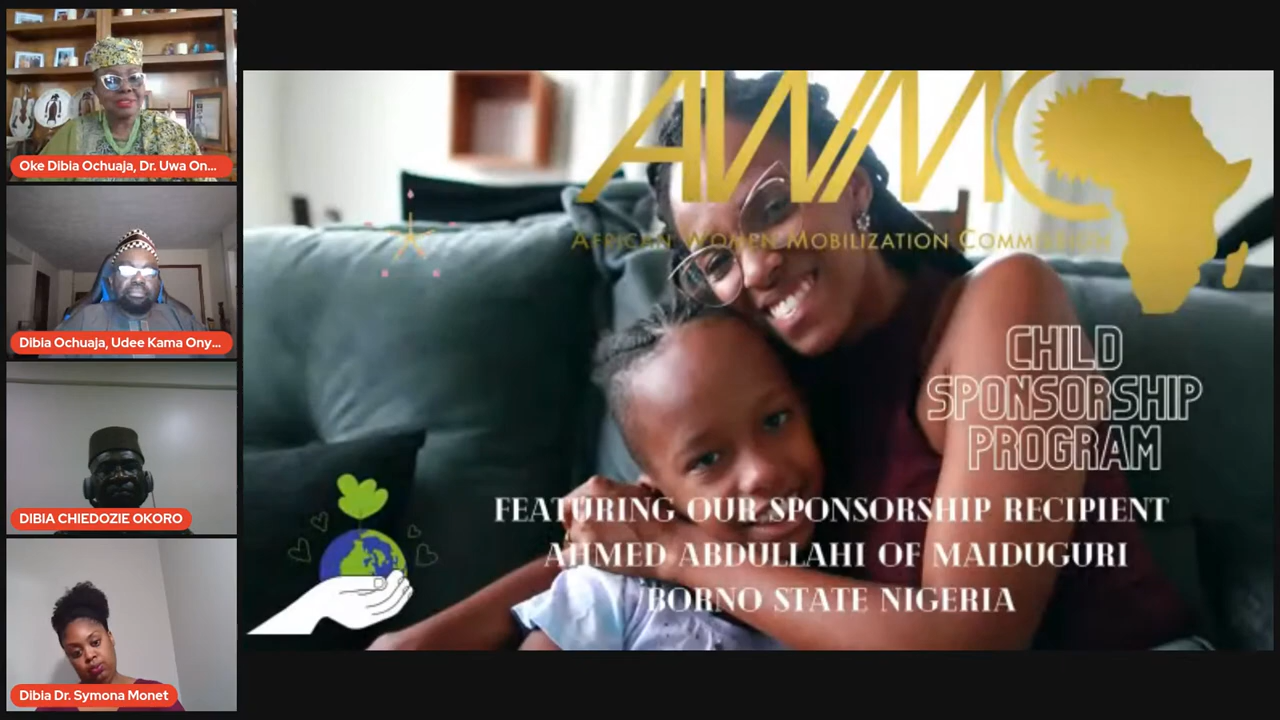 Oke Dibia Ochuaja, Dr. Uwa On...
Dibia Ochuaja, Udee Kama Ony...
DIBIA CHIEDOZIE OKORO
Dibia Dr. Symona Monet
AWMC
AFRICAN WOMEN MOBILIZATION COMMISSION
CHILD
SPONSORSHIP
PROGRAM
FEATURING OUR SPONSORSHIP RECIPIENT
AHMED ABDULLAHI OF MAIDUGURI
BORNO STATE NIGERIA